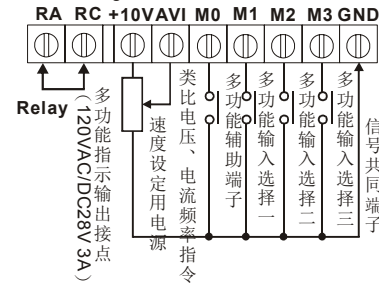 RA RC +10V AVI M0 M1 M2 M3 GND
Relay
多功能指示输出接点
（120VAC/DC28V 3A）
速度设定用电源
类比电压、电流频率指令
多功能辅助端子
多功能输入选择一
多功能输入选择二
多功能输入选择三
信号共同端子